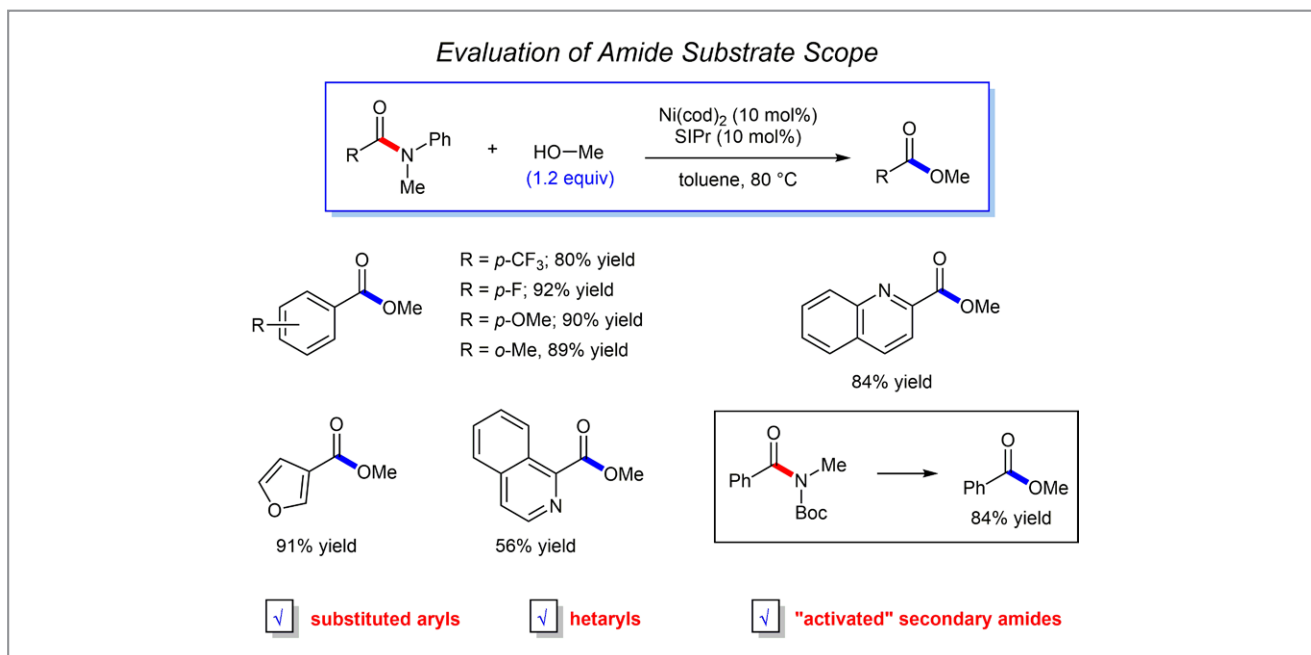 Evaluation of Amide Substrate Scope
O
R
N
Ph
Me
+
HO—Me
(1.2 equiv)
Ni(cod)2 (10 mol%)
SIPr (10 mol%)
toluene, 80 °C
O
R
OMe
R
O
OMe
R = p-CF3; 80% yield
R = p-F; 92% yield
R = p-OMe; 90% yield
R = o-Me, 89% yield
N
O
OMe
84% yield
O
O
OMe
91% yield
O
OMe
N
56% yield
O
Ph
N
Me
Boc
O
Ph
OMe
84% yield
√ substituted aryls
√ hetaryls
√ "activated" secondary amides